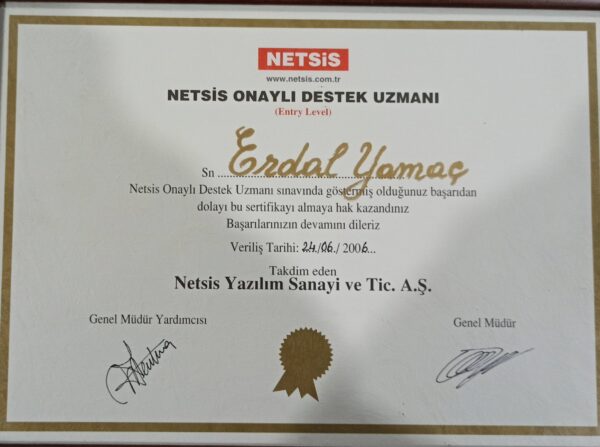 NETSiS
www.netsis.com.tr
NETSİS ONAYLI DESTEK UZMANI
(Entry Level)
Sn Erdal Yamaç
Netsis Onaylı Destek Uzmanı sınavında göstermiş olduğunuz başarıdan
dolayı bu sertifikayı almaya hak kazandınız
Başarılarınızın devamını dileriz
Veriliş Tarihi: 24./06./ 2006...
Takdim eden
Netsis Yazılım Sanayi ve Tic. A.Ş.
Genel Müdür Yardımcısı
Genel Müdür